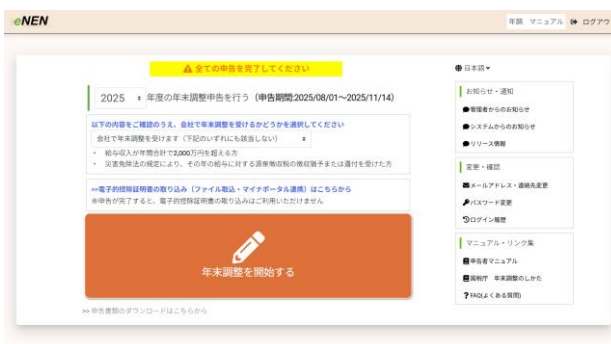 eNEN
年調 マニュアル ログアウ
全ての申告を完了してください
2025 年度の年末調整申告を行う（申告期間:2025/08/01～2025/11/14）
以下の内容をご確認のうえ、会社で年末調整を受けるかどうかを選択してください
会社で年末調整を受けます（下記のいずれにも該当しない）
・ 給与収入が年間合計で2,000万円を超える方
・ 災害免除法の規定により、その年の給与に対する源泉徴収税の徴収猶予または還付を受けた方
>>電子的控除証明書の取り込み（ファイル取込・マイナポータル連携）はこちらから
※申告が完了すると、電子的控除証明書の取り込みはご利用いただけません
年末調整を開始する
>> 申告書類のダウンロードはこちらから
日本語
お知らせ・通知
管理者からのお知らせ
システムからのお知らせ
リリース情報
変更・確認
メールアドレス・連絡先変更
パスワード変更
ログイン履歴
マニュアル・リンク集
申告者マニュアル
国税庁 年末調整のしかた
FAQ(よくある質問)